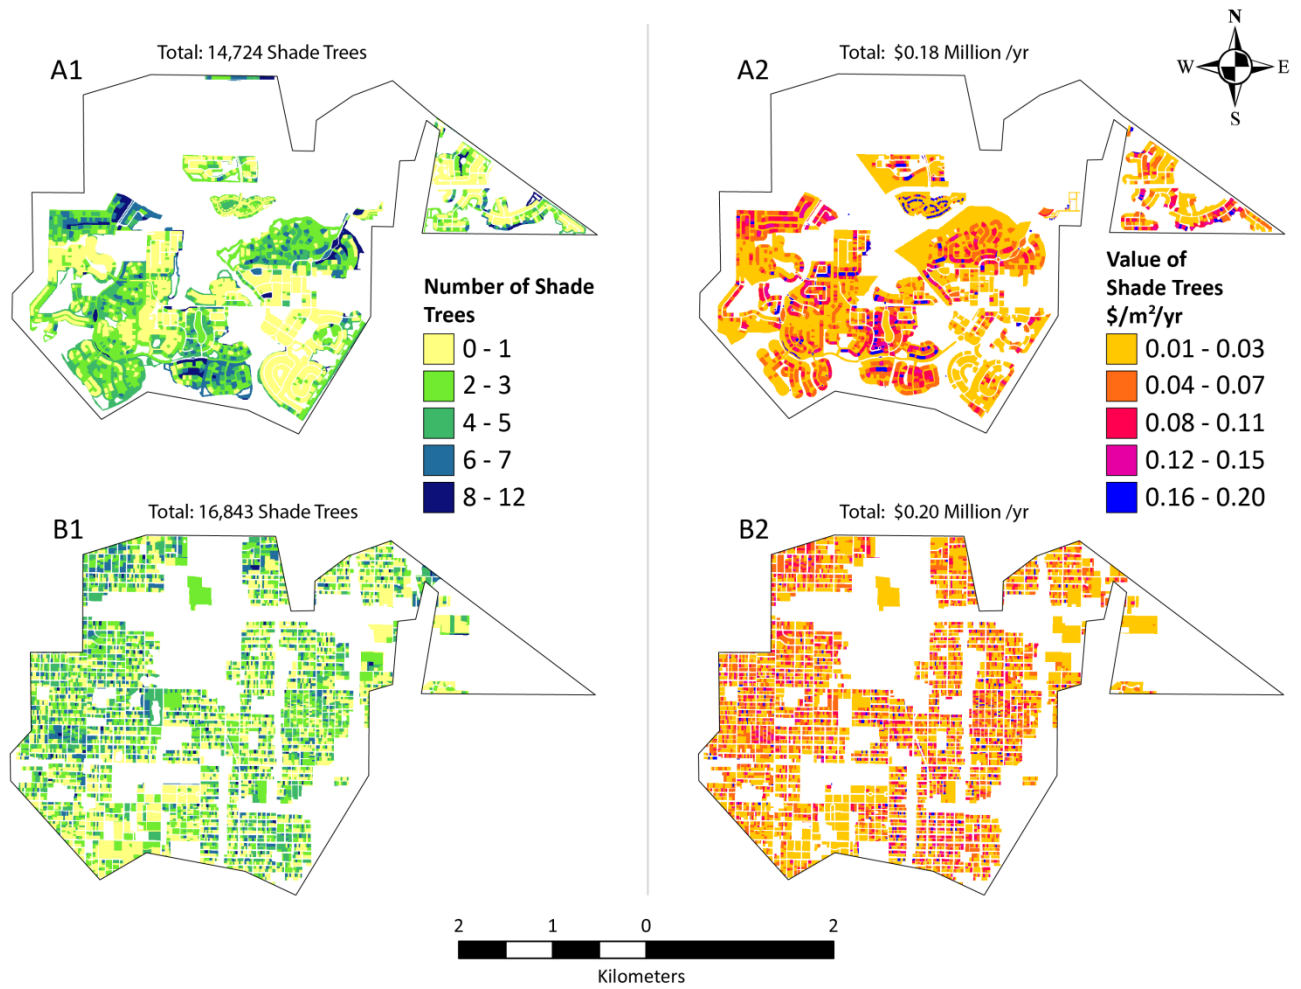 Total: 14,724 Shade Trees
A1
Number of Shade
Trees
0 - 1
2 - 3
4 - 5
6 - 7
8 - 12
Total: $0.18 Million /yr
A2
N
W
E
S
Value of
Shade Trees
$/m²/yr
0.01 - 0.03
0.04 - 0.07
0.08 - 0.11
0.12 - 0.15
0.16 - 0.20
Total: 16,843 Shade Trees
B1
Total: $0.20 Million /yr
B2
2 1 0 2
Kilometers